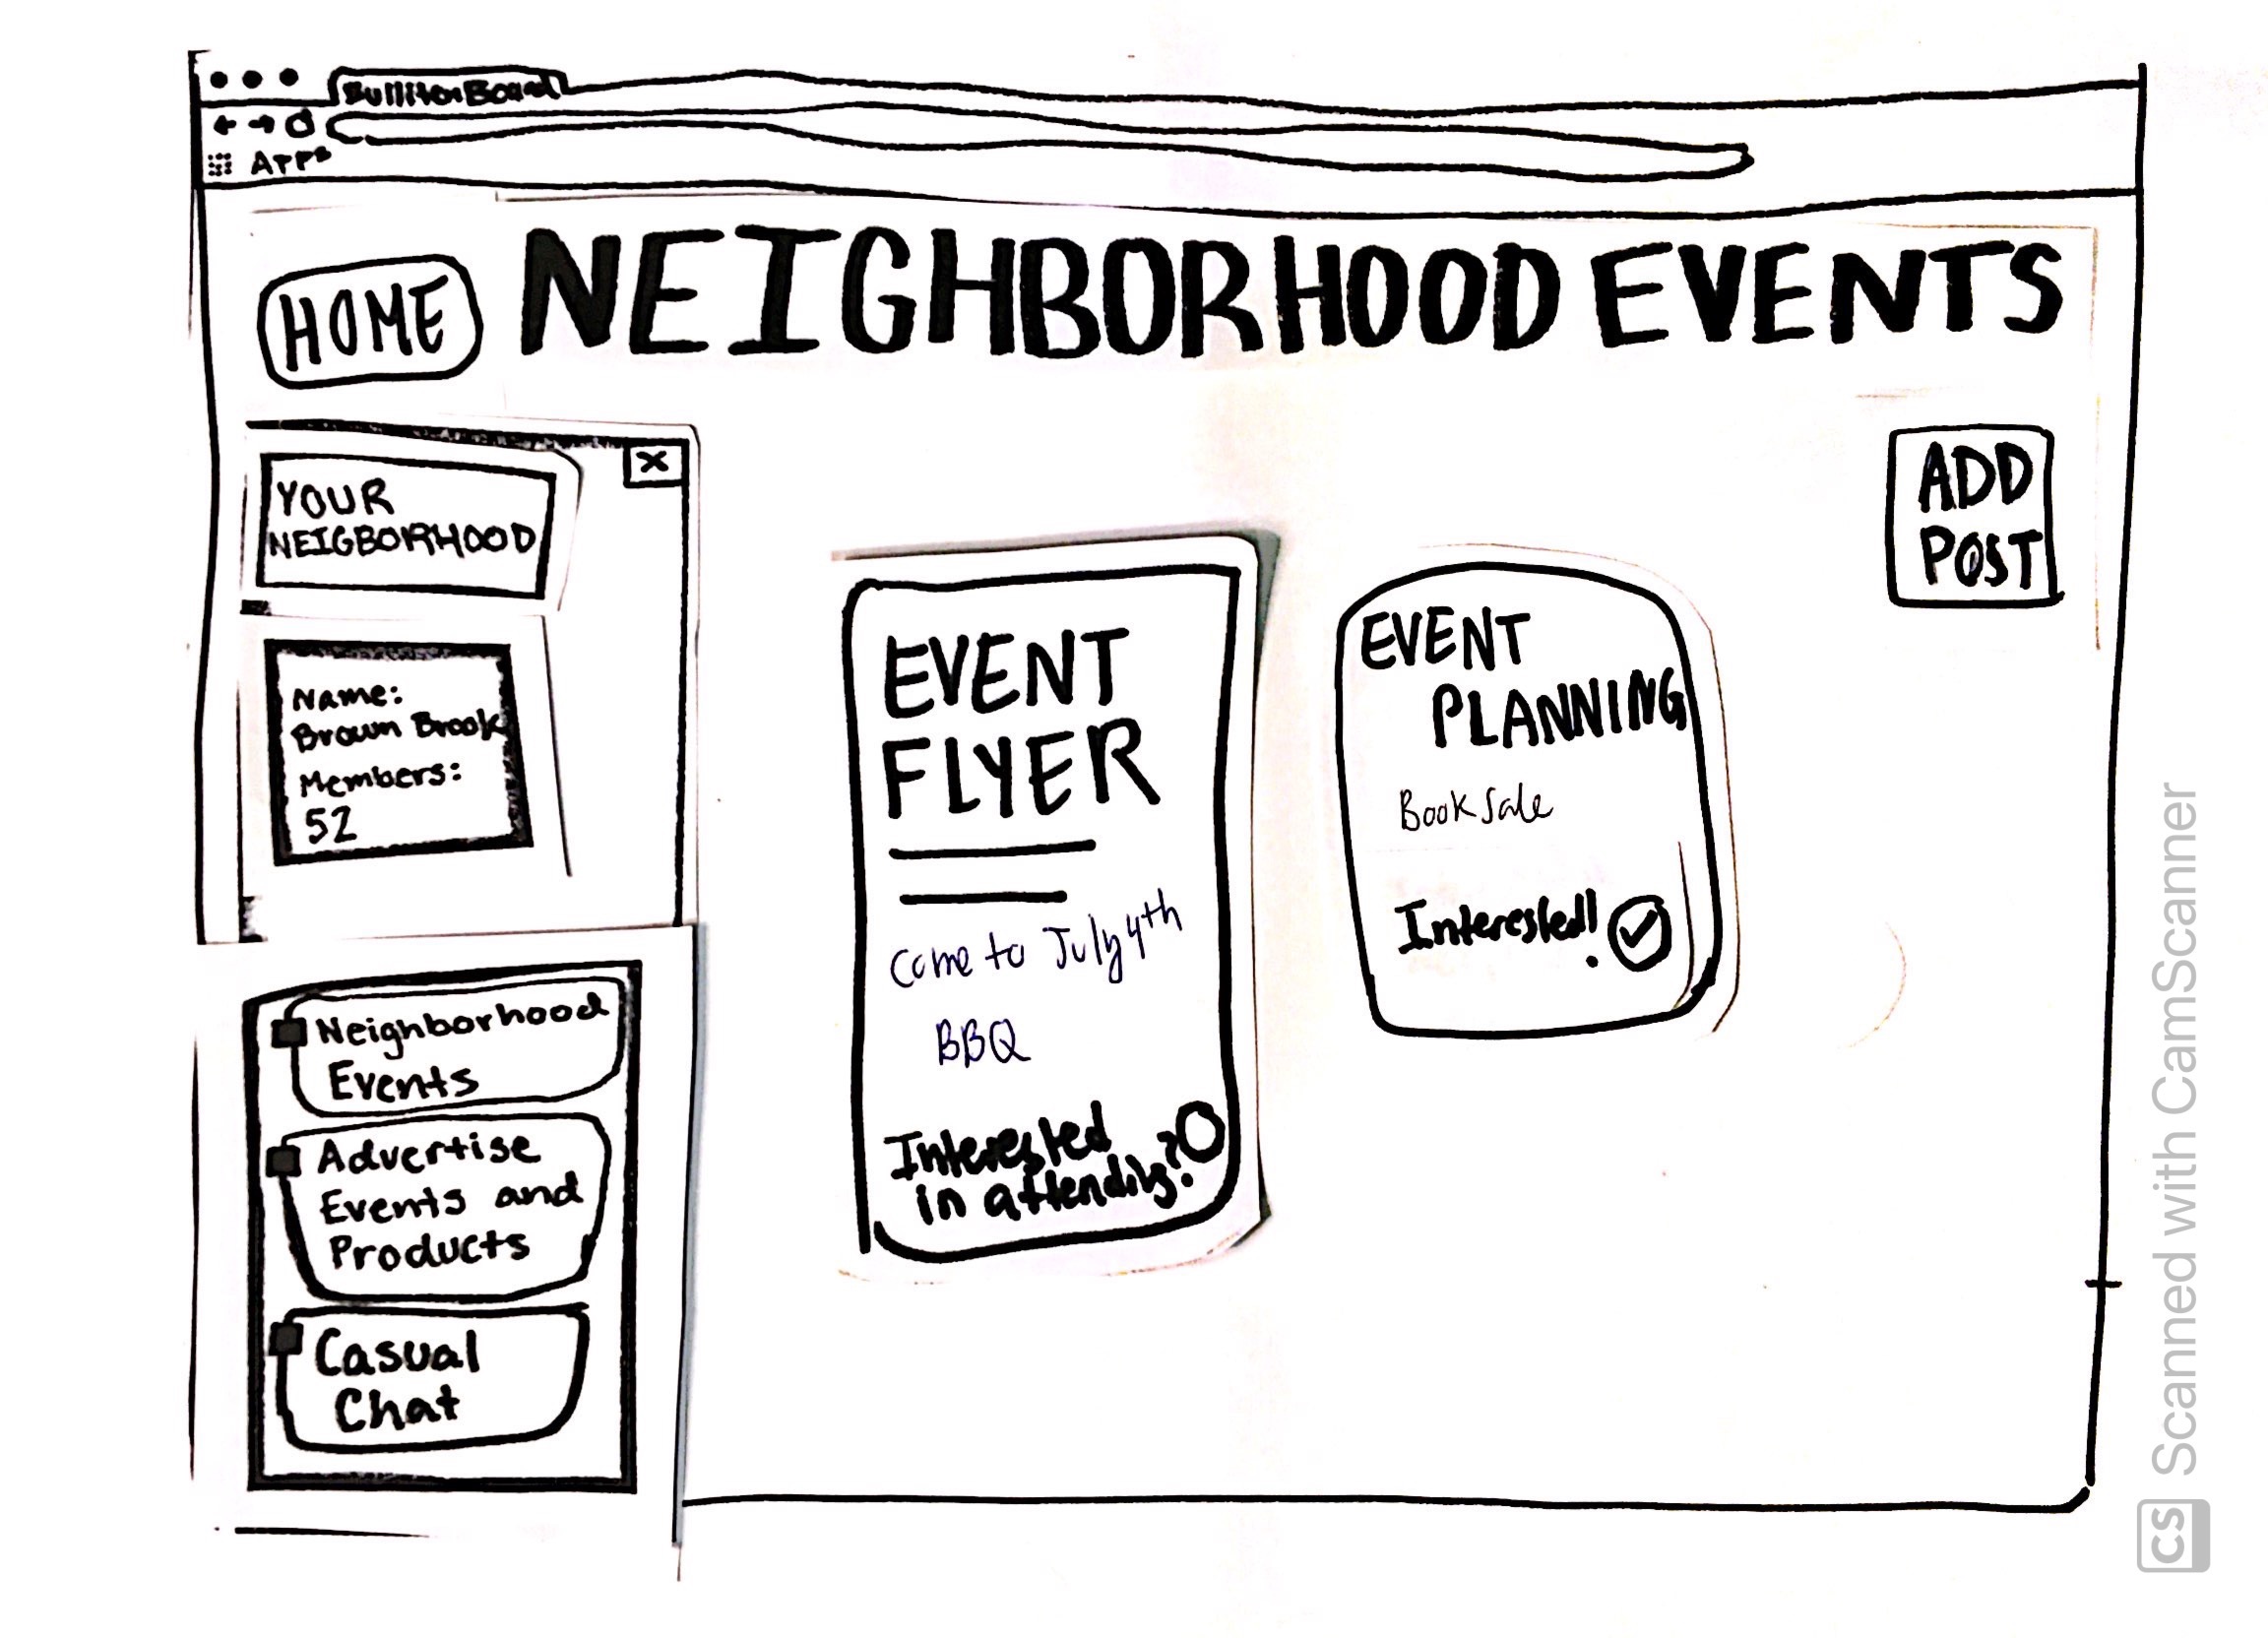 BullitenBoard
APPs
HOME
NEIGHBORHOOD EVENTS
X
YOUR
NEIGBORHOOD
Name:
Brown Brook
Members:
52
Neighborhood
Events
Advertise
Events and
Products
Casual
Chat
EVENT
FLYER
Come to July 4th
BBQ
Interested
in attending?
EVENT
PLANNING
Book Sale
Interested!
ADD
POST
Scanned with CamScanner
CS